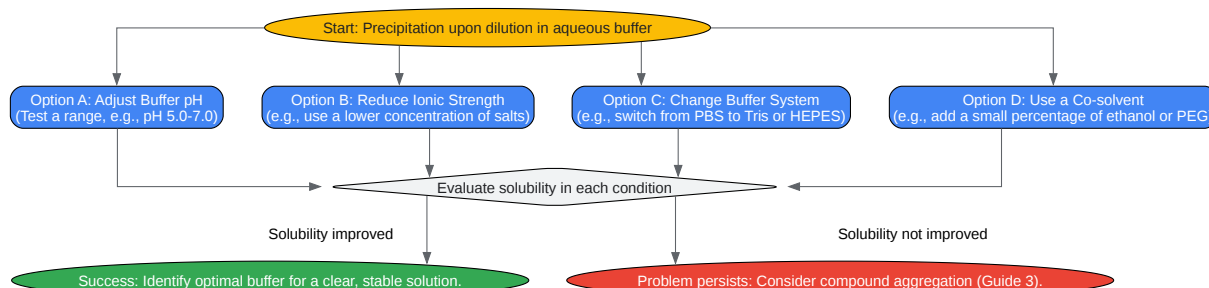 Start: Precipitation upon dilution in aqueous buffer
Option A: Adjust Buffer pH
(Test a range, e.g., pH 5.0-7.0)
Option B: Reduce Ionic Strength
(e.g., use a lower concentration of salts)
Option C: Change Buffer System
(e.g., switch from PBS to Tris or HEPES)
Option D: Use a Co-solvent
(e.g., add a small percentage of ethanol or PEG
Evaluate solubility in each condition
Solubility improved
Solubility not improved
Success: Identify optimal buffer for a clear, stable solution.
Problem persists: Consider compound aggregation (Guide 3).